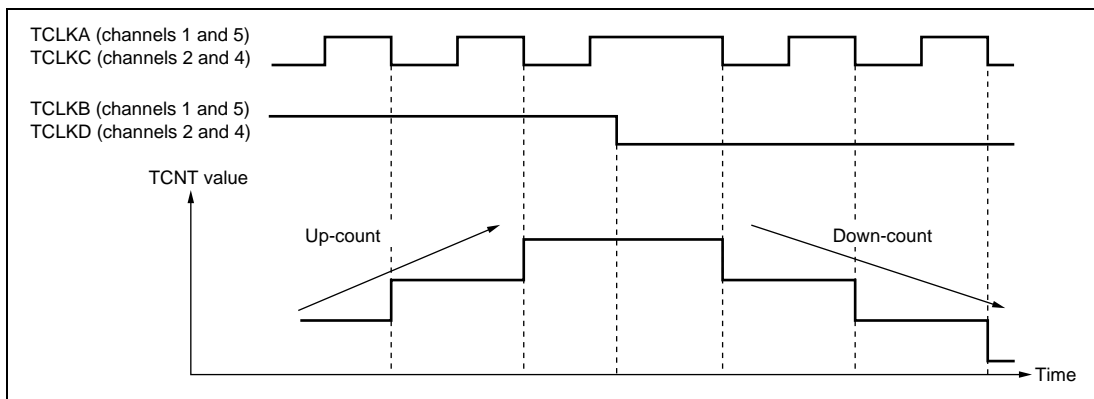 TCLKA (channels 1 and 5)
TCLKC (channels 2 and 4)
TCLKB (channels 1 and 5)
TCLKD (channels 2 and 4)
TCNT value
Up-count
Down-count
Time